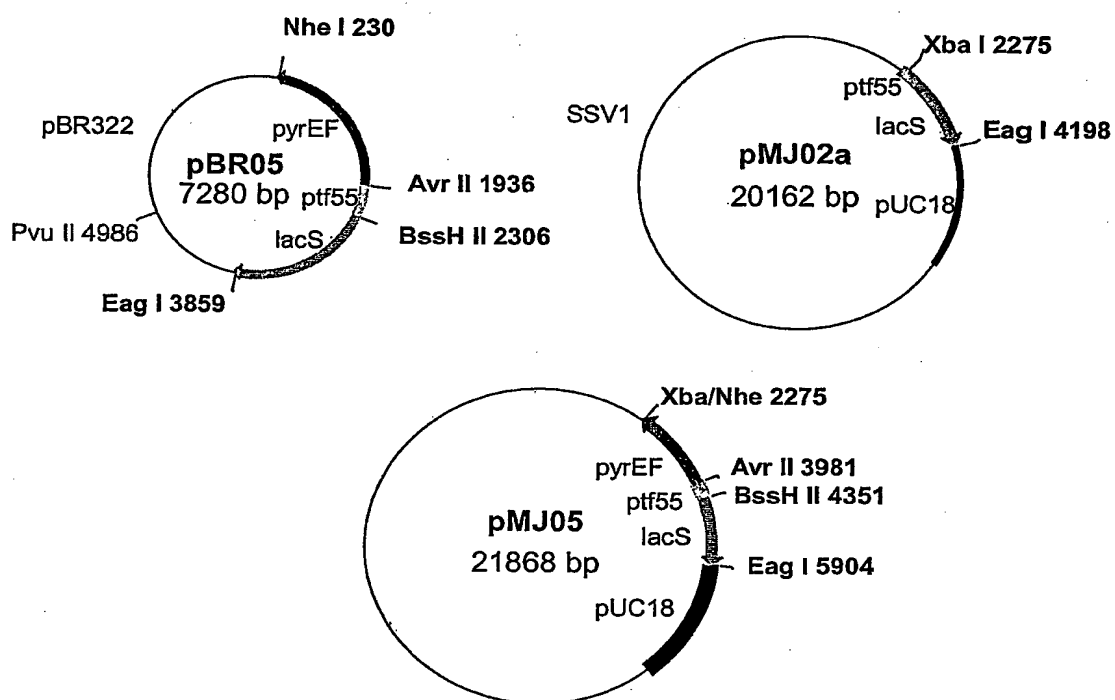 Nhe I 230
pBR322
pyrEF
pBR05
7280 bp
ptf55
Avr II 1936
BssH II 2306
Pvu II 4986
lacS
Eag I 3859
Xba I 2275
SSV1
ptf55
lacS
Eag I 4198
pMJ02a
20162 bp
pUC18
Xba/Nhe 2275
pyrEF
Avr II 3981
ptf55
BssH II 4351
pMJ05
lacS
21868 bp
Eag I 5904
pUC18